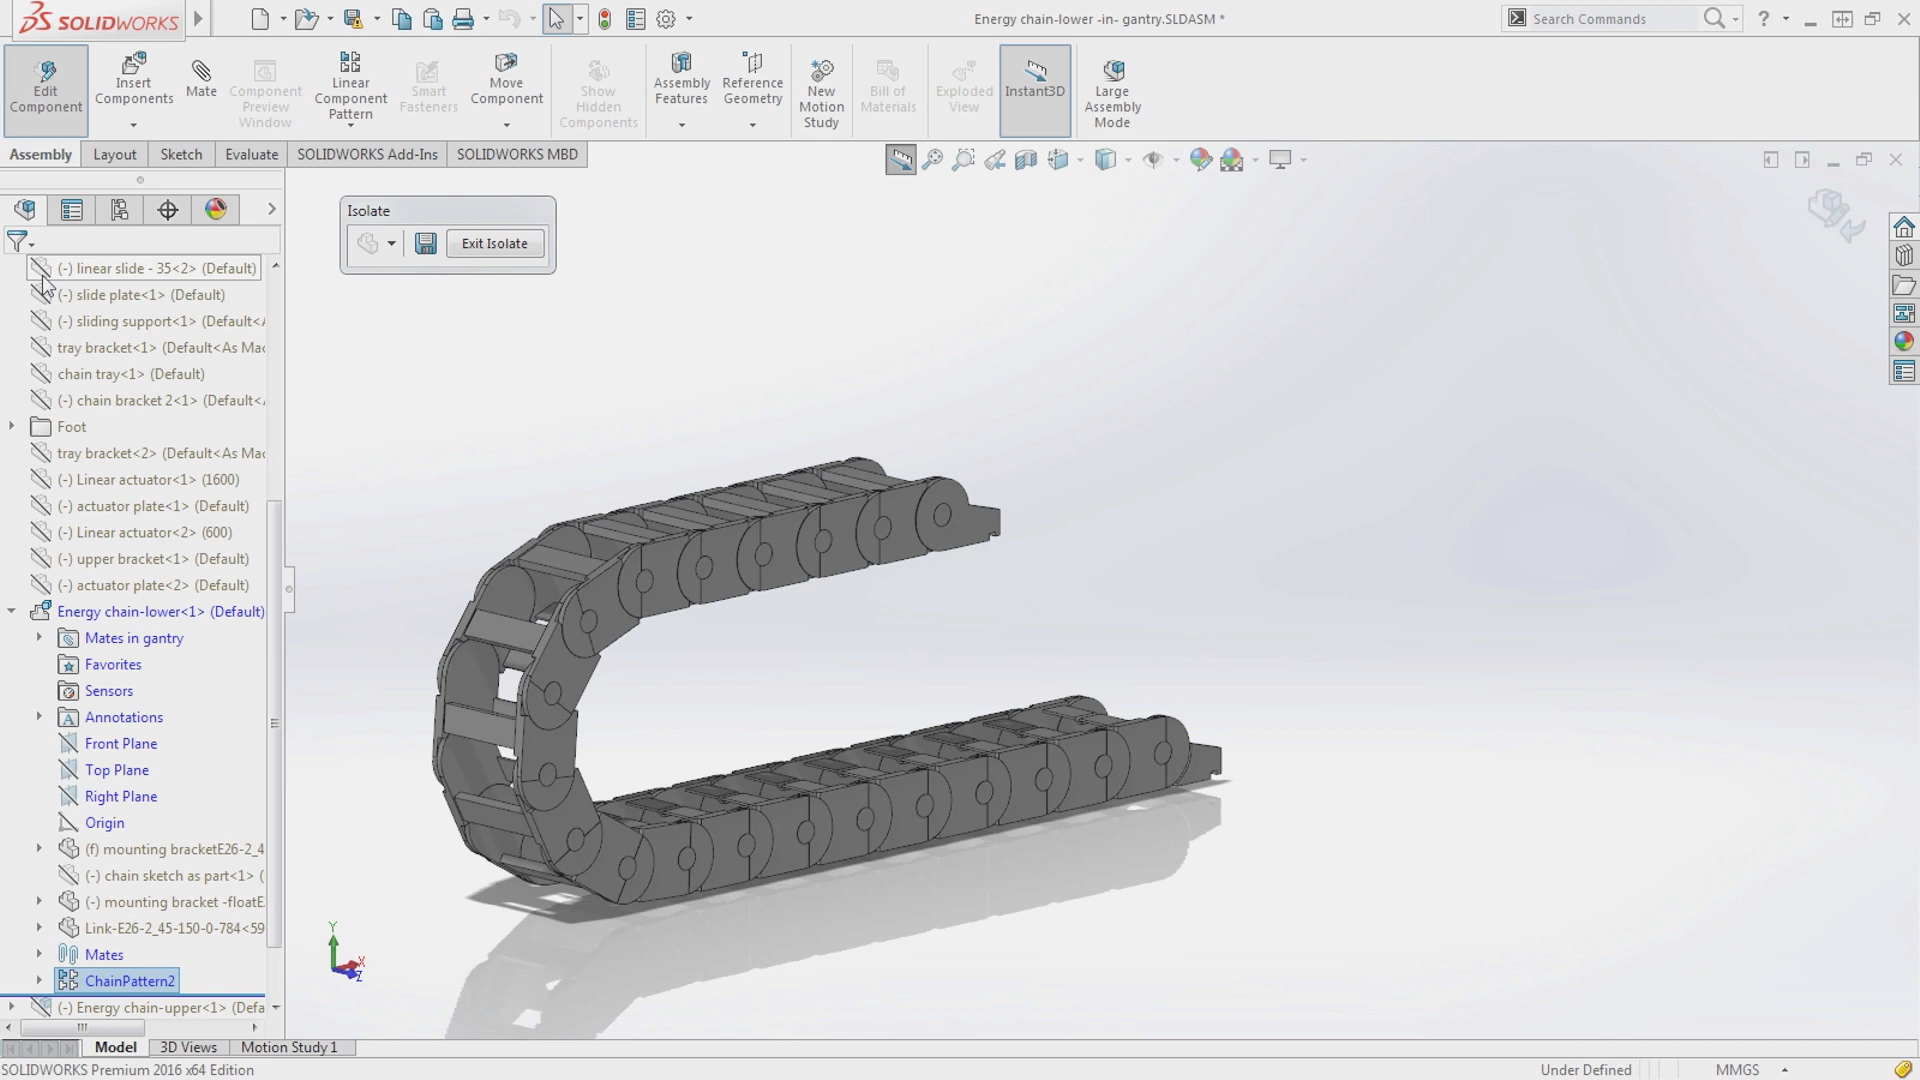 SOLIDWORKS
Energy chain-lower -in- gantry.SLDASM *
Search Commands
?
Edit Component
Insert Components
Mate
Component Preview Window
Linear Component Pattern
Smart Fasteners
Move Component
Show Hidden Components
Assembly Features
Reference Geometry
New Motion Study
Bill of Materials
Exploded View
Instant3D
Large Assembly Mode
Assembly
Layout
Sketch
Evaluate
SOLIDWORKS Add-Ins
SOLIDWORKS MBD
Isolate
Exit Isolate
(-) linear slide - 35<2> (Default)
(-) slide plate<1> (Default)
(-) sliding support<1> (Default<
tray bracket<1> (Default<As Mac
chain tray<1> (Default)
(-) chain bracket 2<1> (Default<
Foot
tray bracket<2> (Default<As Mac
(-) Linear actuator<1> (1600)
(-) actuator plate<1> (Default)
(-) Linear actuator<2> (600)
(-) upper bracket<1> (Default)
(-) actuator plate<2> (Default)
Energy chain-lower<1> (Default)
Mates in gantry
Favorites
Sensors
Annotations
Front Plane
Top Plane
Right Plane
Origin
(f) mounting bracketE26-2_4
(-) chain sketch as part<1> (
(-) mounting bracket -floatE
Link-E26-2_45-150-0-784<59
Mates
ChainPattern2
(-) Energy chain-upper<1> (Defa
Y
X
Z
Model
3D Views
Motion Study 1
SOLIDWORKS Premium 2016 x64 Edition
Under Defined
MMGS